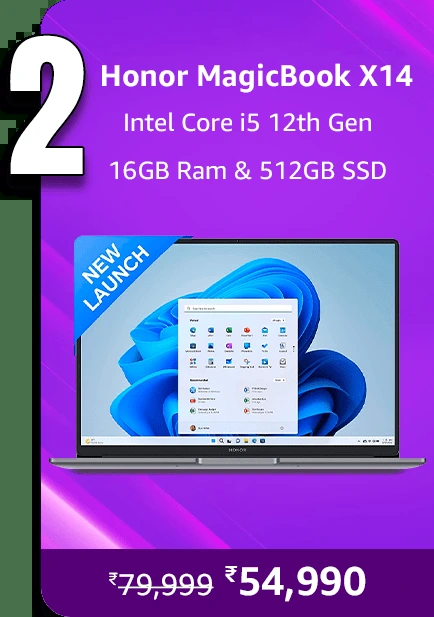 2
Honor MagicBook X14
Intel Core i5 12th Gen
16GB Ram & 512GB SSD
NEW
LAUNCH
HONOR
₹79,999 ₹54,990